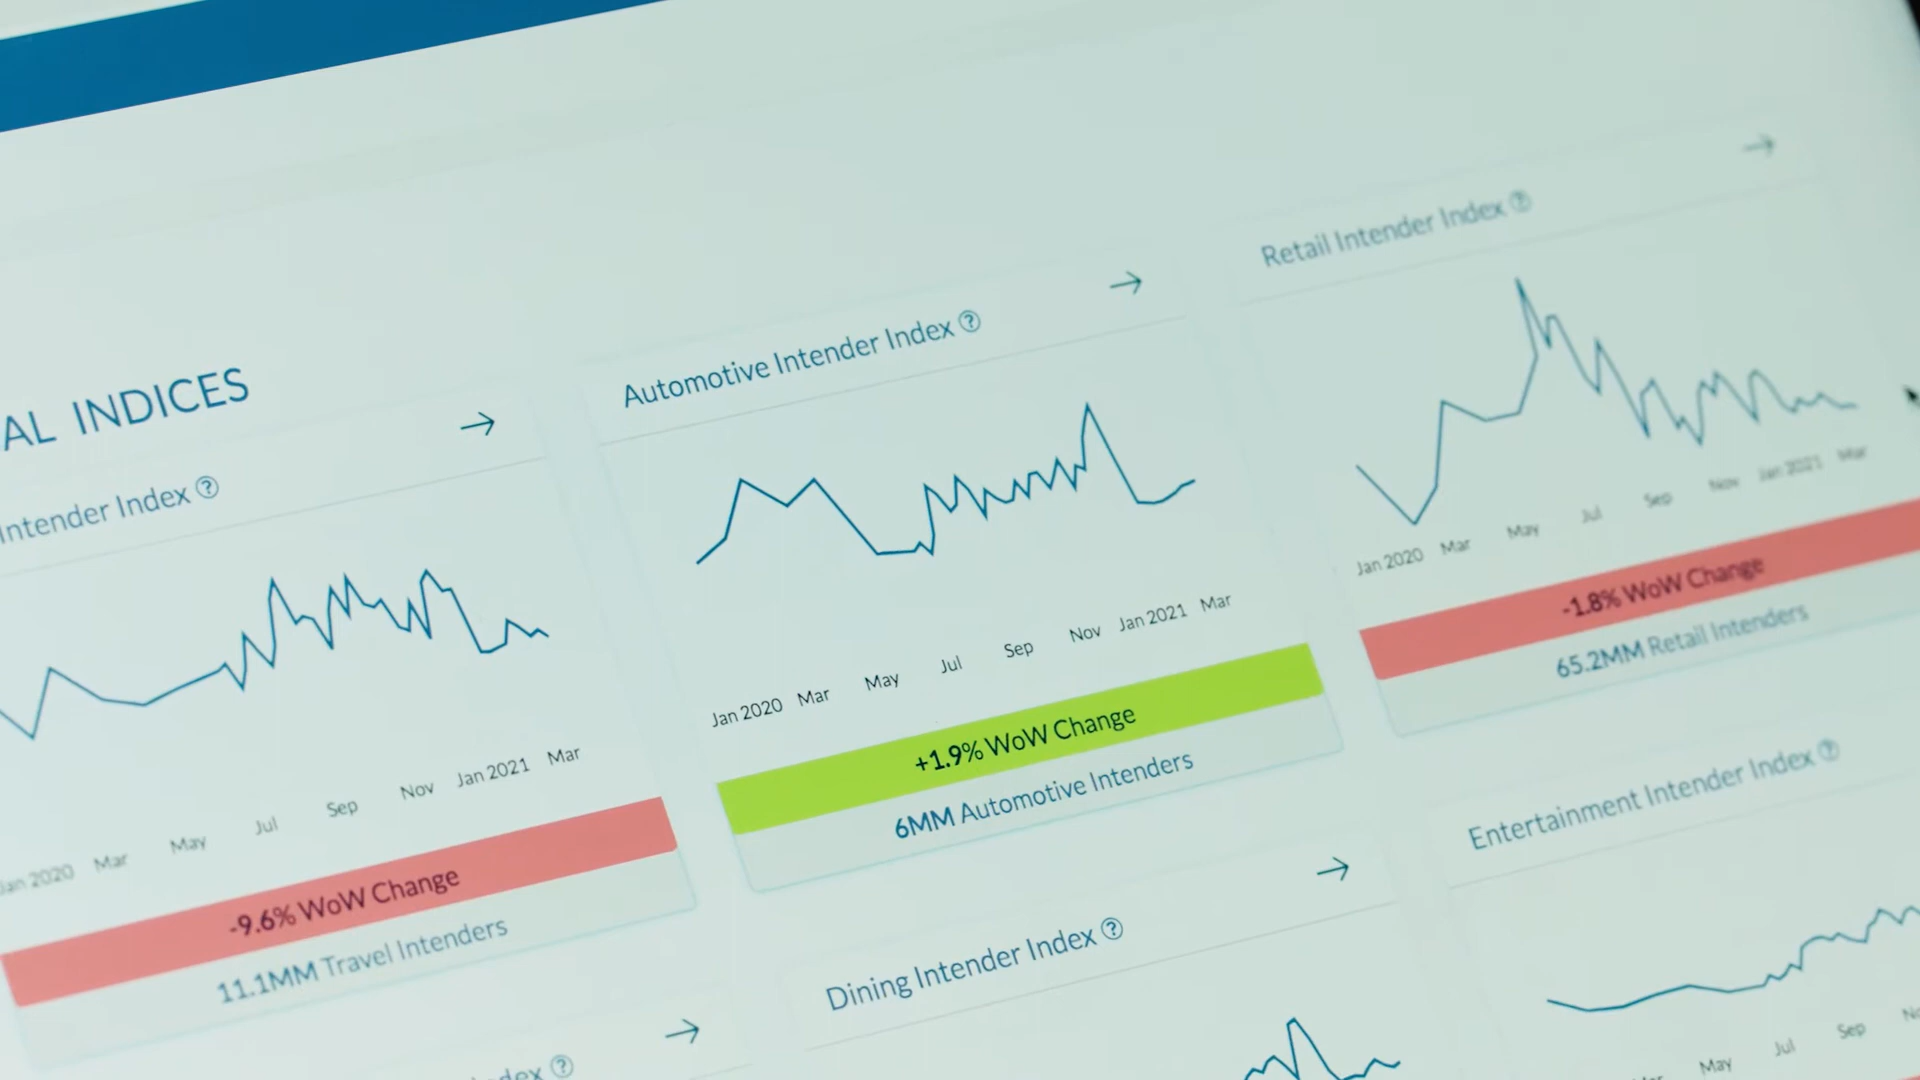 AL INDICES
Intender Index
Jan 2020 Mar May Jul Sep Nov Jan 2021 Mar
-9.6% WoW Change
11.1MM Travel Intenders
Automotive Intender Index
Jan 2020 Mar May Jul Sep Nov Jan 2021 Mar
+1.9% WoW Change
6MM Automotive Intenders
Retail Intender Index
Jan 2020 Mar May Jul Sep Nov Jan 2021 Mar
-1.8% WoW Change
65.2MM Retail Intenders
Dining Intender Index
Entertainment Intender Index
May Jul Sep